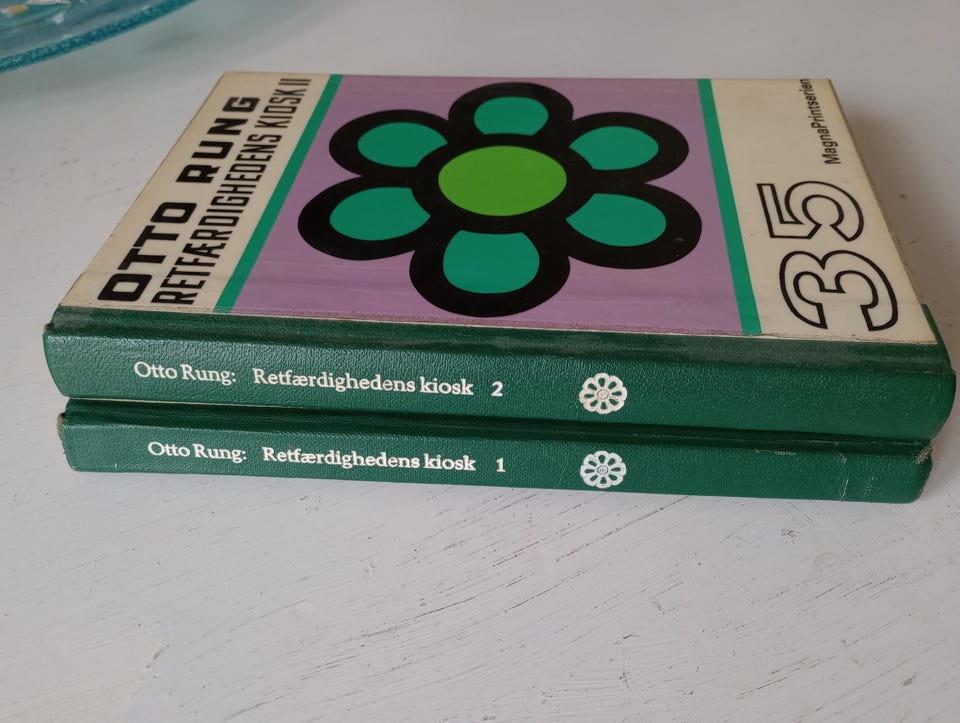 OTTO RUNG
RETFÆRDIGHEDENS KIOSK II
MagnaPrintserien
35
Otto Rung: Retfærdighedens kiosk 2
Otto Rung: Retfærdighedens kiosk 1